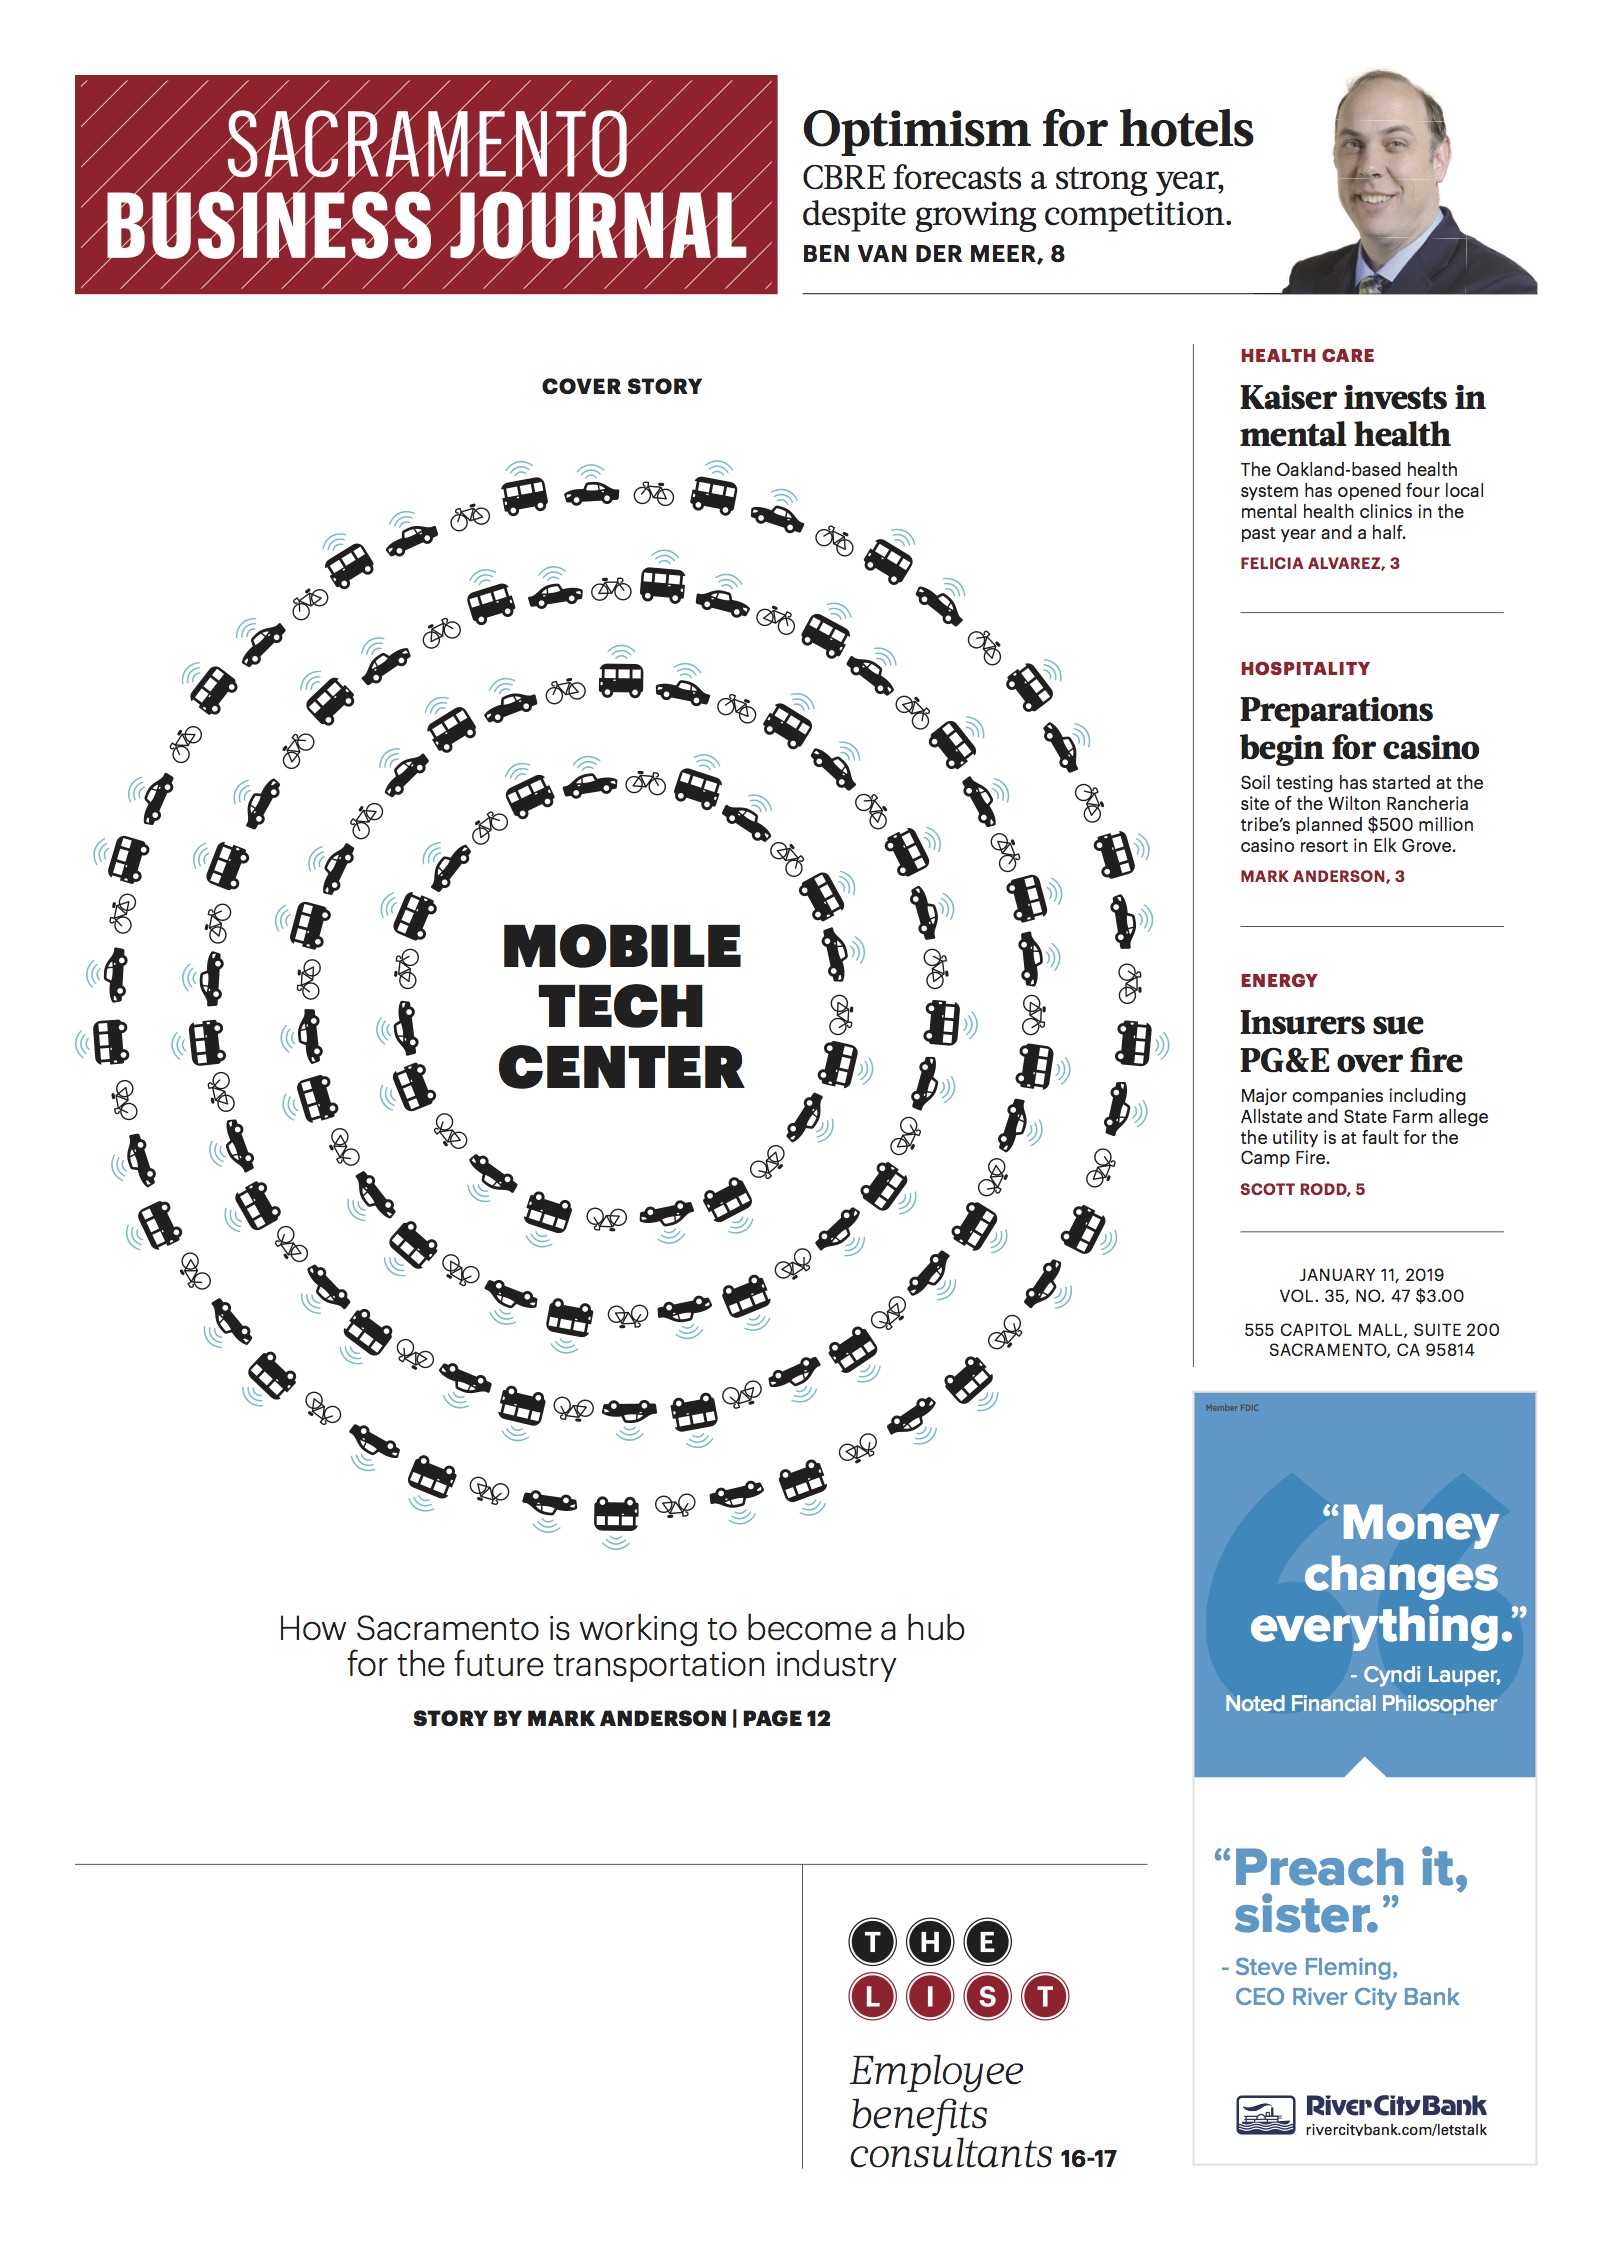 SACRAMENTO
BUSINESS JOURNAL
Optimism for hotels
CBRE forecasts a strong year,
despite growing competition.
BEN VAN DER MEER, 8
COVER STORY
MOBILE
TECH
CENTER
How Sacramento is working to become a hub
for the future transportation industry
STORY BY MARK ANDERSON | PAGE 12
HEALTH CARE
Kaiser invests in
mental health
The Oakland-based health
system has opened four local
mental health clinics in the
past year and a half.
FELICIA ALVAREZ, 3
HOSPITALITY
Preparations
begin for casino
Soil testing has started at the
site of the Wilton Rancheria
tribe’s planned $500 million
casino resort in Elk Grove.
MARK ANDERSON, 3
ENERGY
Insurers sue
PG&E over fire
Major companies including
Allstate and State Farm allege
the utility is at fault for the
Camp Fire.
SCOTT RODD, 5
JANUARY 11, 2019
VOL. 35, NO. 47 $3.00
555 CAPITOL MALL, SUITE 200
SACRAMENTO, CA 95814
THE
LIST
Employee
benefits
consultants 16-17
Member FDIC
“Money
changes
everything.”
- Cyndi Lauper,
Noted Financial Philosopher
“Preach it,
sister.”
- Steve Fleming,
CEO River City Bank
River City Bank
rivercitybank.com/letstalk